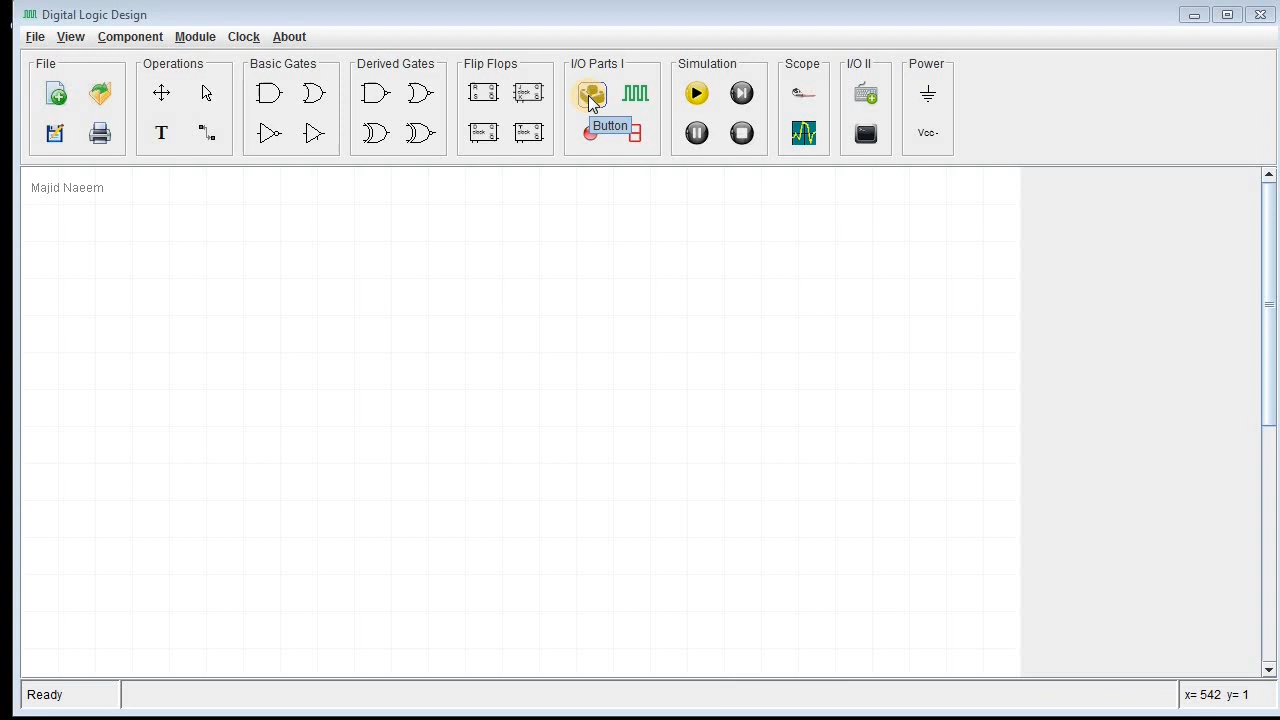 Digital Logic Design
File View Component Module Clock About
File Operations Basic Gates Derived Gates Flip Flops I/O Parts I Simulation Scope I/O II Power
T
Button
Vcc-
Majid Naeem
Ready
x= 542 y= 1